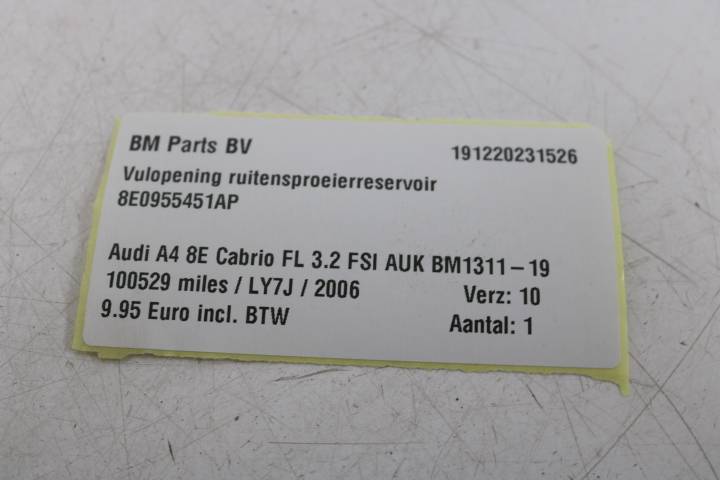 BM Parts BV 191220231526
Vulopening ruitensproeierreservoir
8E0955451AP
Audi A4 8E Cabrio FL 3.2 FSI AUK BM1311-19
100529 miles / LY7J / 2006 Verz: 10
9.95 Euro incl. BTW Aantal: 1